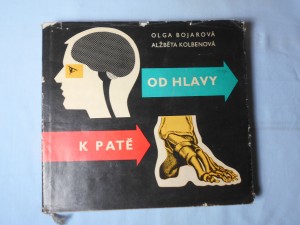 OLGA BOJAROVÁ
ALŽBĚTA KOLBENOVÁ
OD HLAVY
K PATĚ